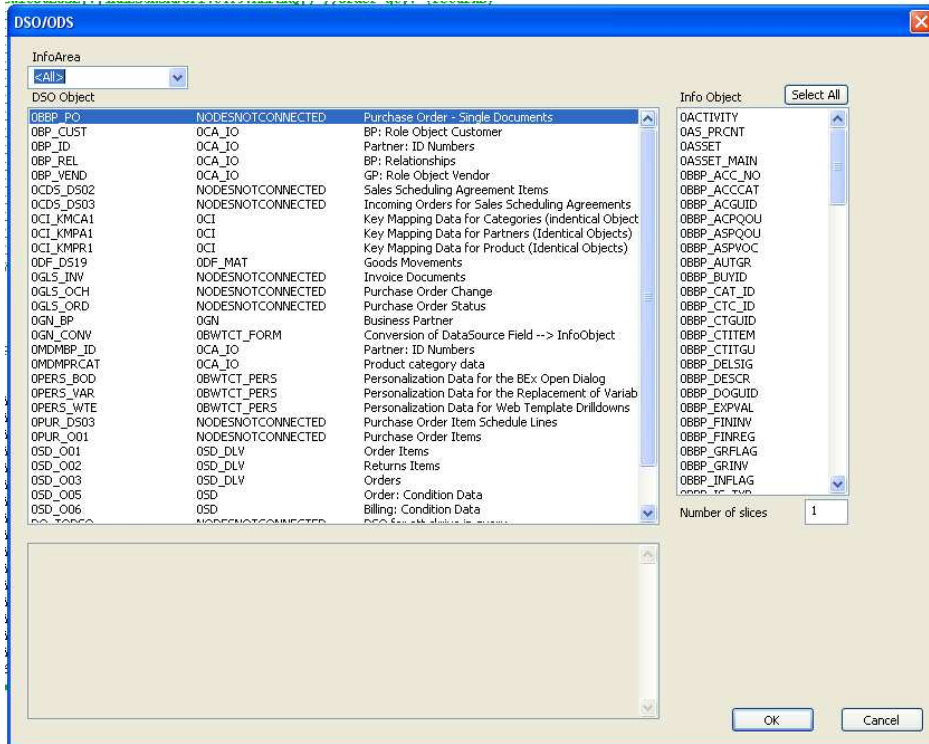 DSO/ODS
InfoArea
<All>
DSO Object
0BBP_PO NODESNOTCONNECTED Purchase Order - Single Documents
0BP_CUST 0CA_IO BP: Role Object Customer
0BP_ID 0CA_IO Partner: ID Numbers
0BP_REL 0CA_IO BP: Relationships
0BP_VEND 0CA_IO GP: Role Object Vendor
0CDS_DS02 NODESNOTCONNECTED Sales Scheduling Agreement Items
0CDS_DS03 NODESNOTCONNECTED Incoming Orders for Sales Scheduling Agreements
0CI_KMCA1 0CI Key Mapping Data for Categories (indentical Object
0CI_KMPA1 0CI Key Mapping Data for Partners (Identical Objects)
0CI_KMPR1 0CI Key Mapping Data for Product (Identical Objects)
0DF_DS19 0DF_MAT Goods Movements
0GLS_INV NODESNOTCONNECTED Invoice Documents
0GLS_OCH NODESNOTCONNECTED Purchase Order Change
0GLS_ORD NODESNOTCONNECTED Purchase Order Status
0GN_BP 0GN Business Partner
0GN_CONV 0BWTCT_FORM Conversion of DataSource Field --> InfoObject
0MDMBP_ID 0CA_IO Partner: ID Numbers
0MDMPRCAT 0CA_IO Product category data
0PERS_BOD 0BWTCT_PERS Personalization Data for the BEx Open Dialog
0PERS_VAR 0BWTCT_PERS Personalization Data for the Replacement of Variab
0PERS_WTE 0BWTCT_PERS Personalization Data for Web Template Drilldowns
0PUR_DS03 NODESNOTCONNECTED Purchase Order Item Schedule Lines
0PUR_O01 NODESNOTCONNECTED Purchase Order Items
0SD_O01 0SD_DLV Order Items
0SD_O02 0SD_DLV Returns Items
0SD_O03 0SD_DLV Orders
0SD_O05 0SD Order: Condition Data
0SD_O06 0SD Billing: Condition Data
Info Object
Select All
0ACTIVITY
0AS_PRCNT
0ASSET
0ASSET_MAIN
0BBP_ACC_NO
0BBP_ACCCAT
0BBP_ACGUID
0BBP_ACPQOU
0BBP_ASPQOU
0BBP_ASPVOC
0BBP_AUTGR
0BBP_BUYID
0BBP_CAT_ID
0BBP_CTC_ID
0BBP_CTGUID
0BBP_CTITEM
0BBP_CTITGU
0BBP_DELSIG
0BBP_DESCR
0BBP_DOGUID
0BBP_EXPVAL
0BBP_FININV
0BBP_FINREG
0BBP_GRFLAG
0BBP_GRINV
0BBP_INFLAG
Number of slices 1
OK
Cancel